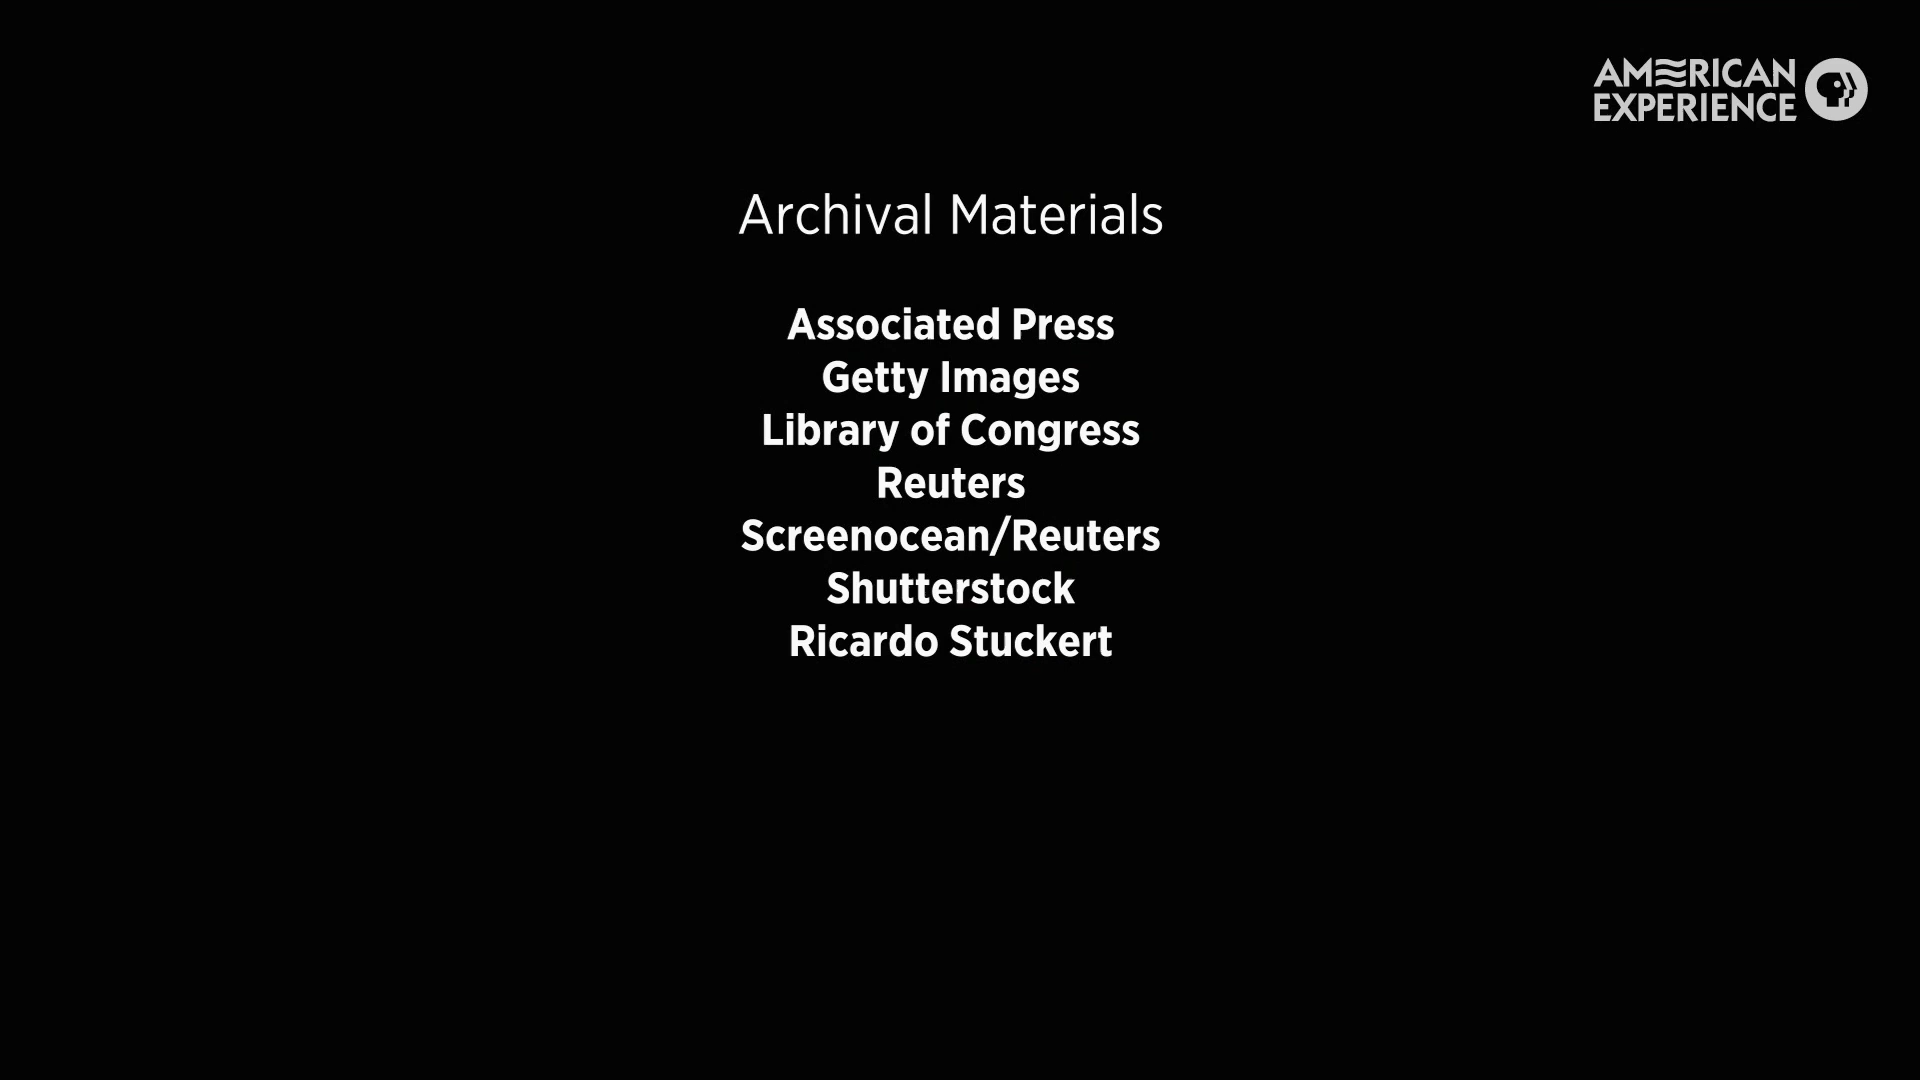 AMERICAN
EXPERIENCE
Archival Materials
Associated Press
Getty Images
Library of Congress
Reuters
Screenocean/Reuters
Shutterstock
Ricardo Stuckert